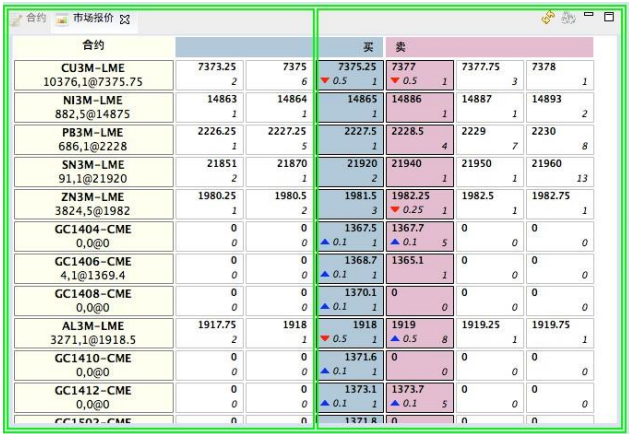 合约 市场报价
合约 买 卖
CU3M-LME 7373.25 7375 7375.25 7377 7377.75 7378
10376,1@7375.75 2 6 ▼ 0.5 1 ▼ 0.5 1 3 1
NI3M-LME 14863 14864 14865 14886 14887 14893
882,5@14875 1 1 1 1 1 2
PB3M-LME 2226.25 2227.25 2227.5 2228.5 2229 2230
686,1@2228 1 5 1 4 7 8
SN3M-LME 21851 21870 21920 21940 21950 21960
91,1@21920 2 1 2 1 1 13
ZN3M-LME 1980.25 1980.5 1981.5 1982.25 1982.5 1982.75
3824,5@1982 1 2 3 ▼ 0.25 1 1 1
GC1404-CME 0 0 1367.5 1367.7 0 0
0,0@0 0 0 ▲ 0.1 1 ▲ 0.1 5 0 0
GC1406-CME 0 0 1368.7 1365.1 0 0
4,1@1369.4 0 0 ▲ 0.1 1 1 0 0
GC1408-CME 0 0 1370.1 0 0 0
0,0@0 0 0 ▲ 0.1 1 0 0 0
AL3M-LME 1917.75 1918 1918 1919 1919.25 1919.75
3271,1@1918.5 2 1 ▼ 0.5 1 ▲ 0.5 8 1 1
GC1410-CME 0 0 1371.6 0 0 0
0,0@0 0 0 ▲ 0.1 1 0 0 0
GC1412-CME 0 0 1373.1 1373.7 0 0
0,0@0 0 0 ▲ 0.1 1 ▲ 0.1 5 0 0
GC1502-CME 0 0 1371.8 0 0 0